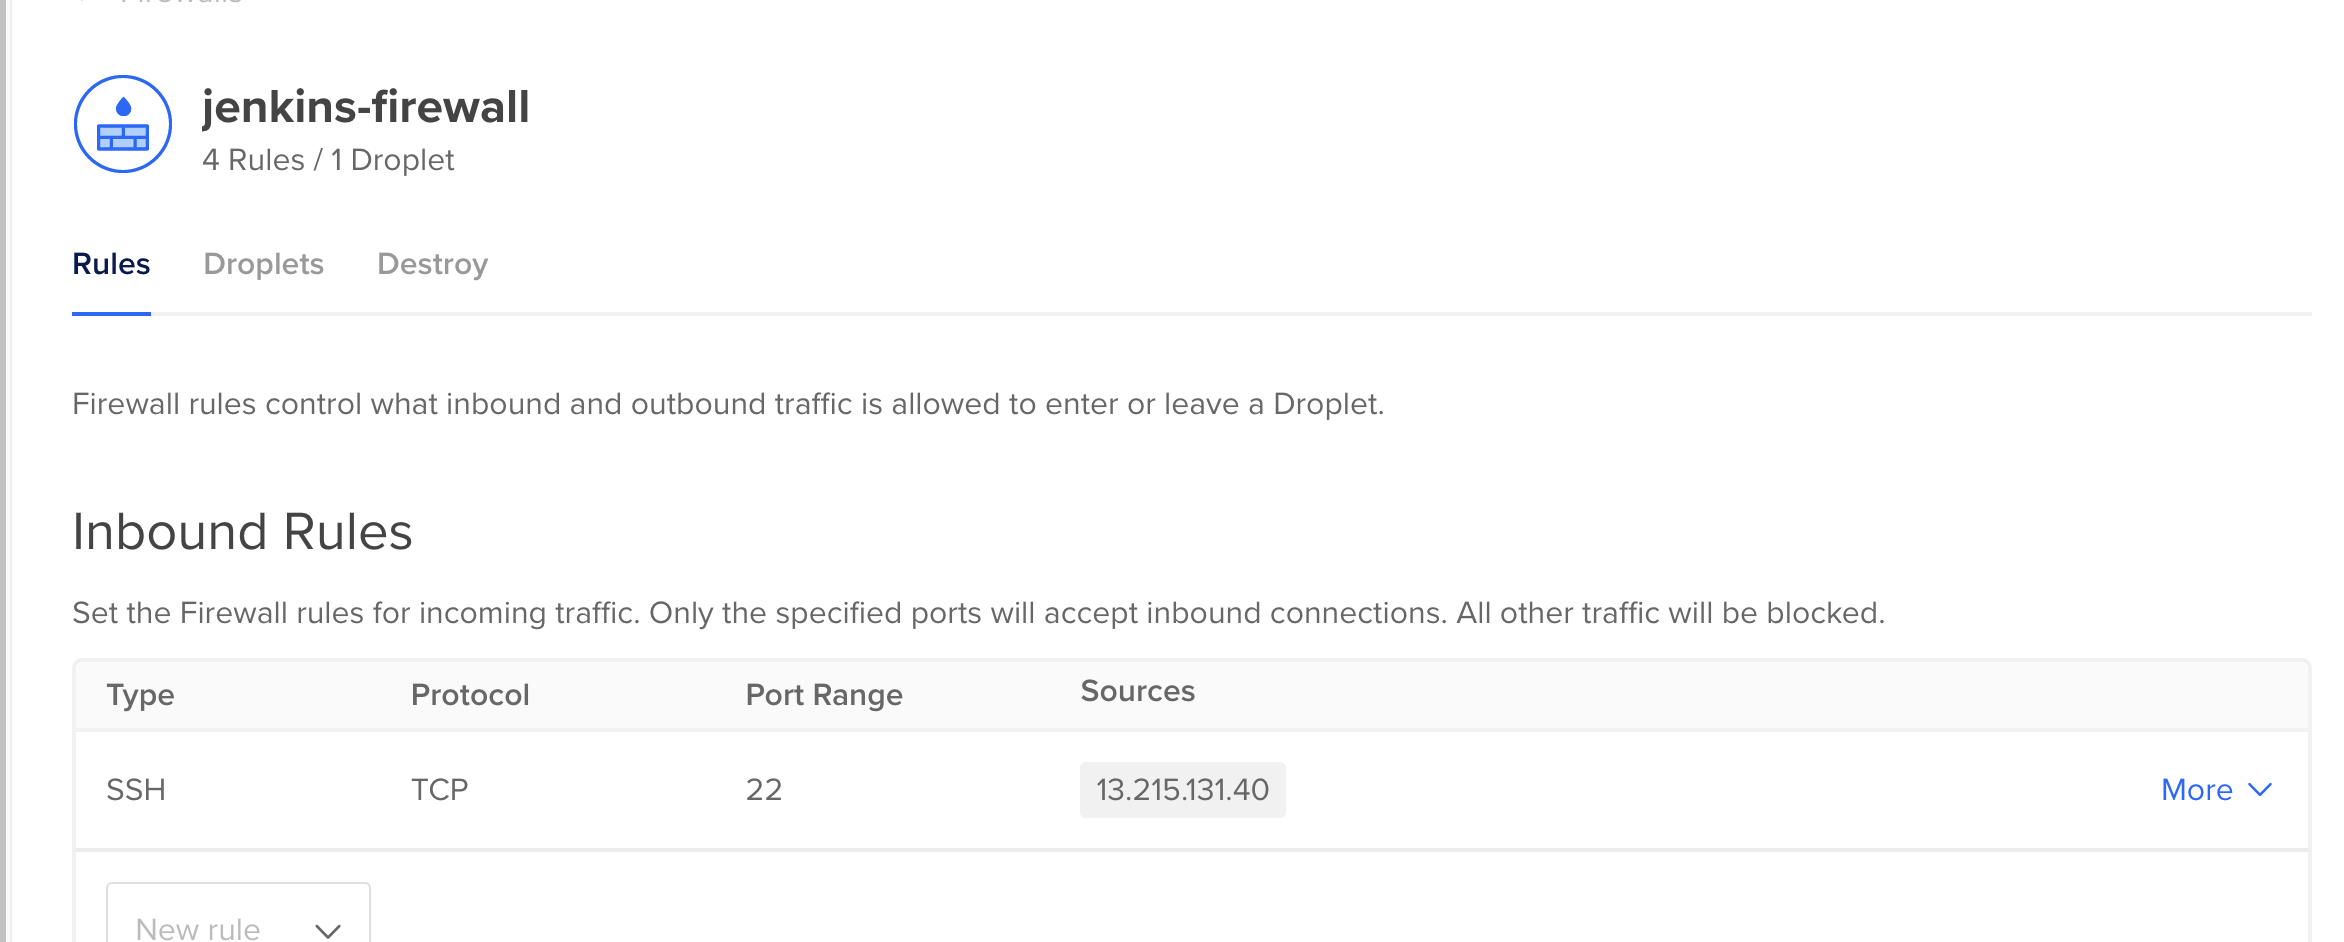 jenkins-firewall
4 Rules / 1 Droplet
Rules Droplets Destroy
Firewall rules control what inbound and outbound traffic is allowed to enter or leave a Droplet.
Inbound Rules
Set the Firewall rules for incoming traffic. Only the specified ports will accept inbound connections. All other traffic will be blocked.
Type Protocol Port Range Sources
SSH TCP 22 13.215.131.40 More
New rule